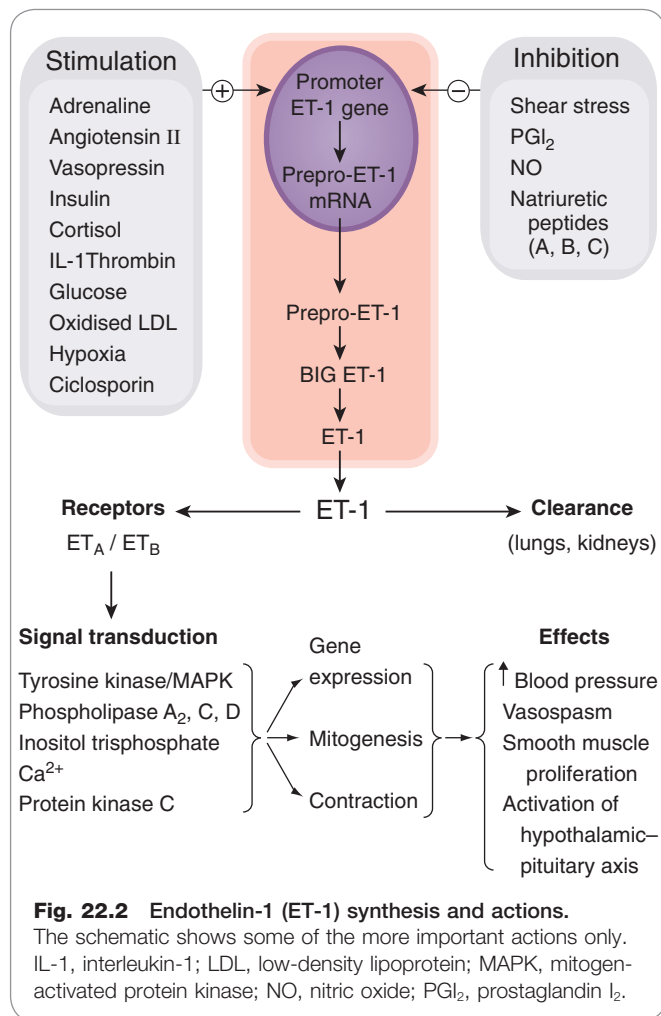 Stimulation
Adrenaline
Angiotensin II
Vasopressin
Insulin
Cortisol
IL-1Thrombin
Glucose
Oxidised LDL
Hypoxia
Ciclosporin
+
Promoter
ET-1 gene
Prepro-ET-1
mRNA
Prepro-ET-1
BIG ET-1
ET-1
−
Inhibition
Shear stress
PGI₂
NO
Natriuretic
peptides
(A, B, C)
Receptors
ET_A / ET_B
ET-1
Clearance
(lungs, kidneys)
Signal transduction
Tyrosine kinase/MAPK
Phospholipase A₂, C, D
Inositol trisphosphate
Ca²⁺
Protein kinase C
Gene
expression
Mitogenesis
Contraction
Effects
↑ Blood pressure
Vasospasm
Smooth muscle
proliferation
Activation of
hypothalamic–
pituitary axis
Fig. 22.2 Endothelin-1 (ET-1) synthesis and actions.
The schematic shows some of the more important actions only.
IL-1, interleukin-1; LDL, low-density lipoprotein; MAPK, mitogen-
activated protein kinase; NO, nitric oxide; PGI₂, prostaglandin I₂.